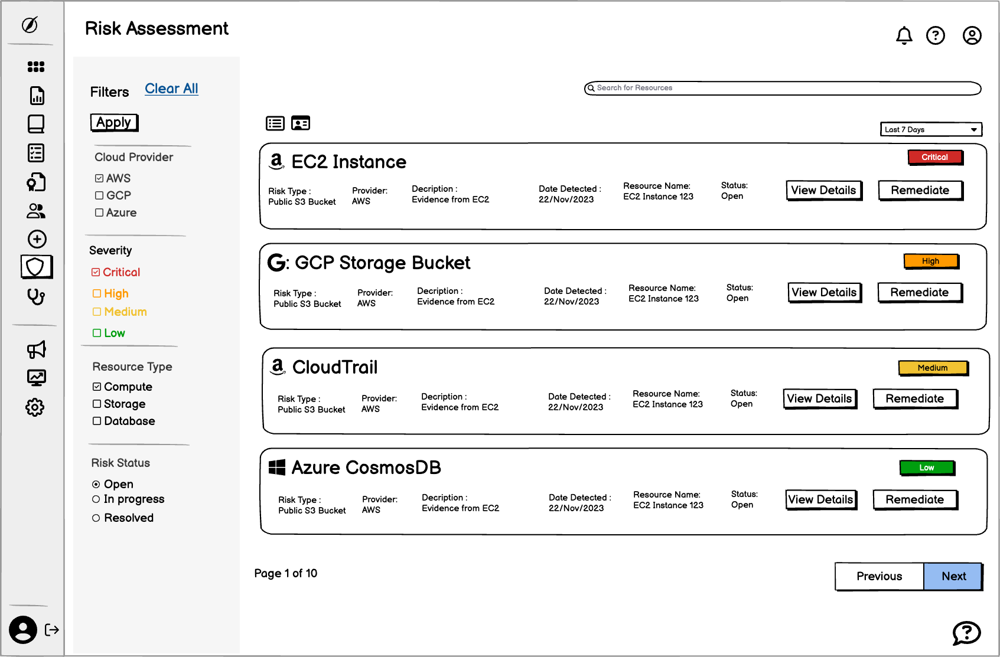 Risk Assessment
Filters
Clear All
Apply
Cloud Provider
AWS
GCP
Azure
Severity
Critical
High
Medium
Low
Resource Type
Compute
Storage
Database
Risk Status
Open
In progress
Resolved
Search for Resources
Last 7 Days
EC2 Instance
Critical
Risk Type :
Public S3 Bucket
Provider:
AWS
Decription :
Evidence from EC2
Date Detected :
22/Nov/2023
Resource Name:
EC2 Instance 123
Status:
Open
View Details
Remediate
G: GCP Storage Bucket
High
Risk Type :
Public S3 Bucket
Provider:
AWS
Decription :
Evidence from EC2
Date Detected :
22/Nov/2023
Resource Name:
EC2 Instance 123
Status:
Open
View Details
Remediate
CloudTrail
Medium
Risk Type :
Public S3 Bucket
Provider:
AWS
Decription :
Evidence from EC2
Date Detected :
22/Nov/2023
Resource Name:
EC2 Instance 123
Status:
Open
View Details
Remediate
Azure CosmosDB
Low
Risk Type :
Public S3 Bucket
Provider:
AWS
Decription :
Evidence from EC2
Date Detected :
22/Nov/2023
Resource Name:
EC2 Instance 123
Status:
Open
View Details
Remediate
Page 1 of 10
Previous
Next